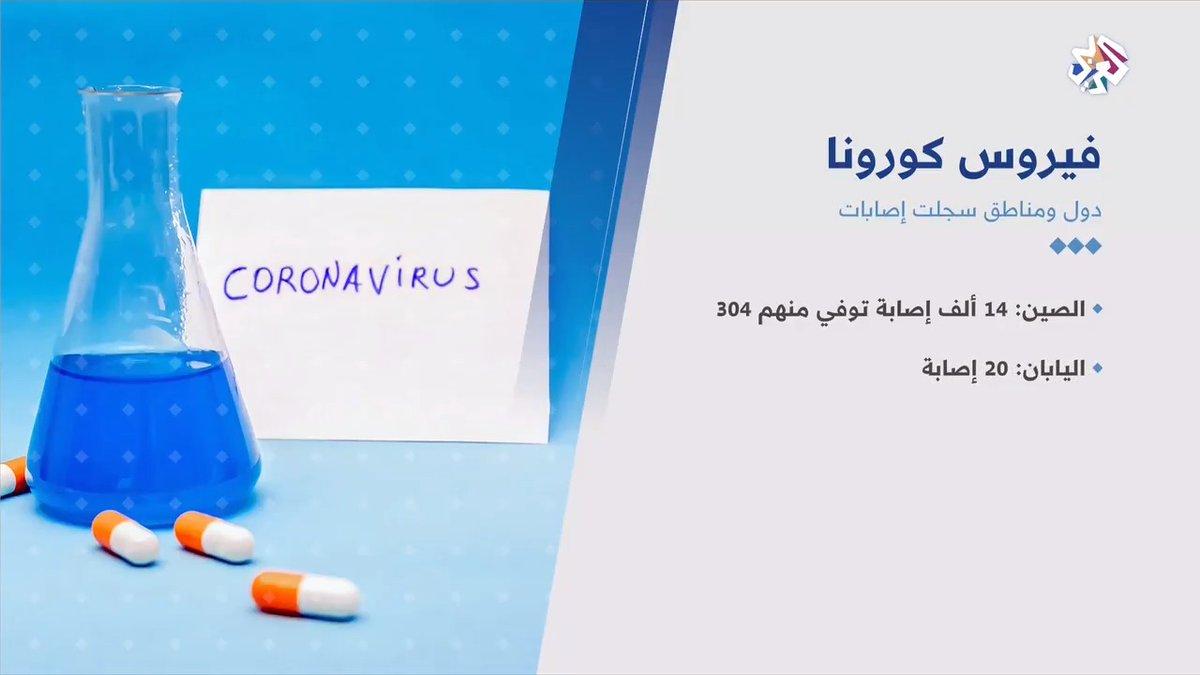 فيروس كورونا
دول ومناطق سجلت إصابات
الصين: 14 ألف إصابة توفي منهم 304
اليابان: 20 إصابة
CORONAVIRUS